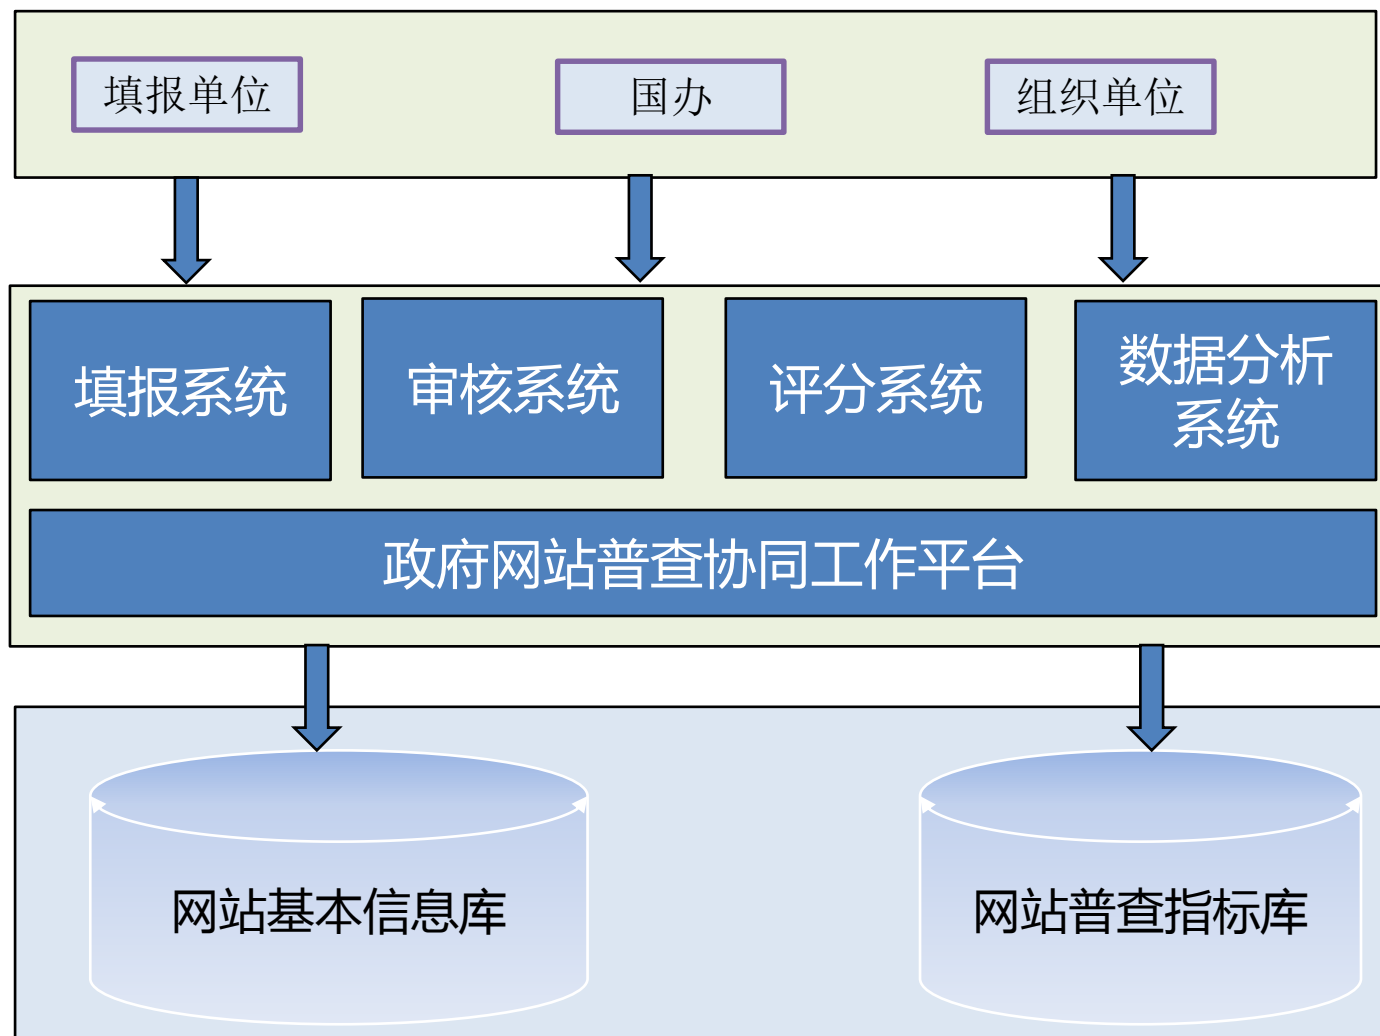 填报单位
国办
组织单位
填报系统
审核系统
评分系统
数据分析
系统
政府网站普查协同工作平台
网站基本信息库
网站普查指标库